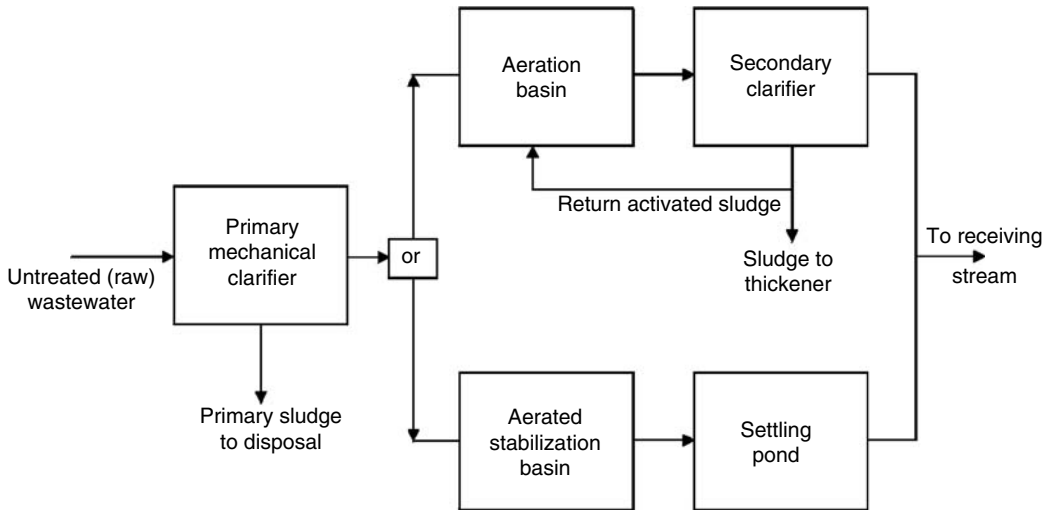 Untreated (raw)
wastewater
Primary
mechanical
clarifier
Primary sludge
to disposal
or
Aeration
basin
Secondary
clarifier
Return activated sludge
Sludge to
thickener
Aerated
stabilization
basin
Settling
pond
To receiving
stream